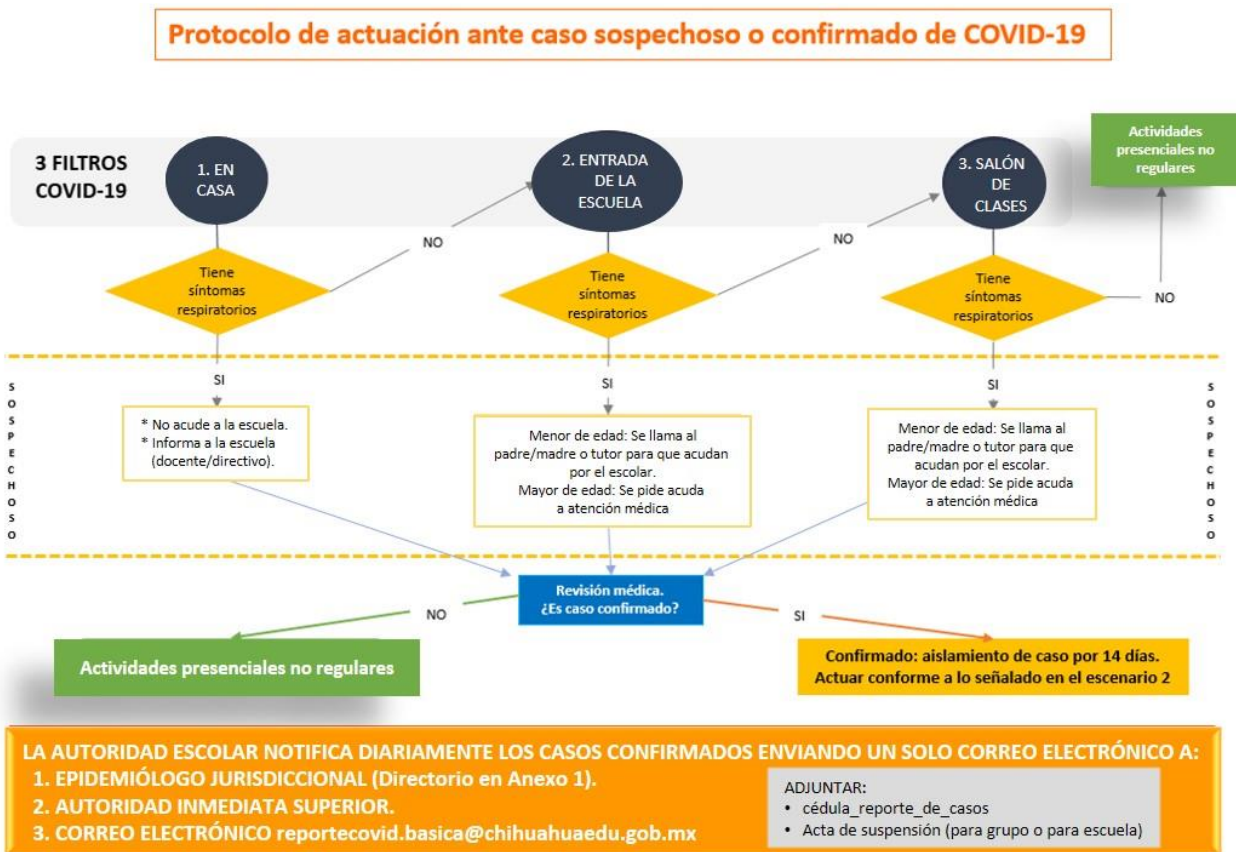 Protocolo de actuación ante caso sospechoso o confirmado de COVID-19
3 FILTROS
COVID-19
1. EN
CASA
2. ENTRADA
DE LA
ESCUELA
3. SALÓN
DE
CLASES
Actividades
presenciales no
regulares
NO
NO
NO
Tiene
síntomas
respiratorios
Tiene
síntomas
respiratorios
Tiene
síntomas
respiratorios
SI
SI
SI
SOSPECHOSO
* No acude a la escuela.
* Informa a la escuela
(docente/directivo).
Menor de edad: Se llama al
padre/madre o tutor para que acudan
por el escolar.
Mayor de edad: Se pide acuda
a atención médica
Menor de edad: Se llama al
padre/madre o tutor para que
acudan por el escolar.
Mayor de edad: Se pide acuda
a atención médica
SOSPECHOSO
Revisión médica.
¿Es caso confirmado?
NO
SI
Actividades presenciales no regulares
Confirmado: aislamiento de caso por 14 días.
Actuar conforme a lo señalado en el escenario 2
LA AUTORIDAD ESCOLAR NOTIFICA DIARIAMENTE LOS CASOS CONFIRMADOS ENVIANDO UN SOLO CORREO ELECTRÓNICO A:
1. EPIDEMIÓLOGO JURISDICCIONAL (Directorio en Anexo 1).
2. AUTORIDAD INMEDIATA SUPERIOR.
3. CORREO ELECTRÓNICO reportecovid.basica@chihuahuaedu.gob.mx
ADJUNTAR:
• cédula_reporte_de_casos
• Acta de suspensión (para grupo o para escuela)